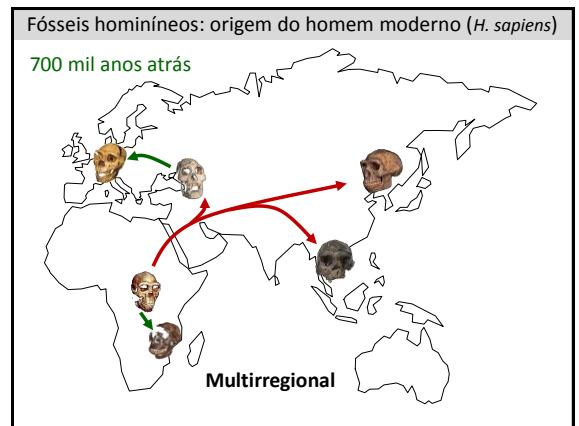 Fósseis hominíneos: origem do homem moderno (H. sapiens)
700 mil anos atrás
Multirregional